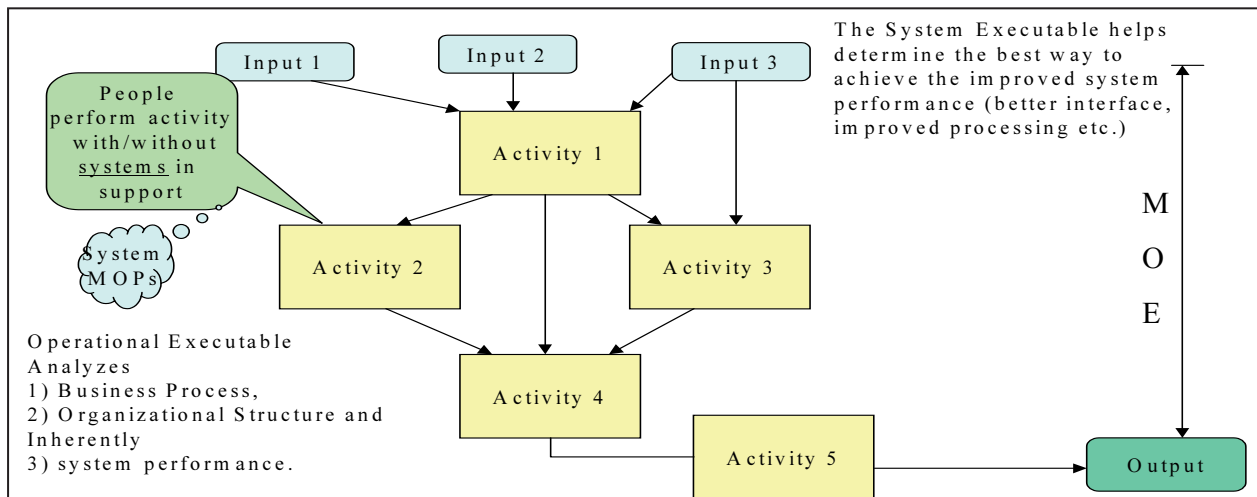 Input 1
Input 2
Input 3
The System Executable helps
determine the best way to
achieve the improved system
performance (better interface,
improved processing etc.)
People
perform activity
with/without
systems in
support
Activity 1
M
O
E
System
MOPs
Activity 2
Activity 3
Operational Executable
Analyzes
1) Business Process,
2) Organizational Structure and
Inherently
3) system performance.
Activity 4
Activity 5
Output